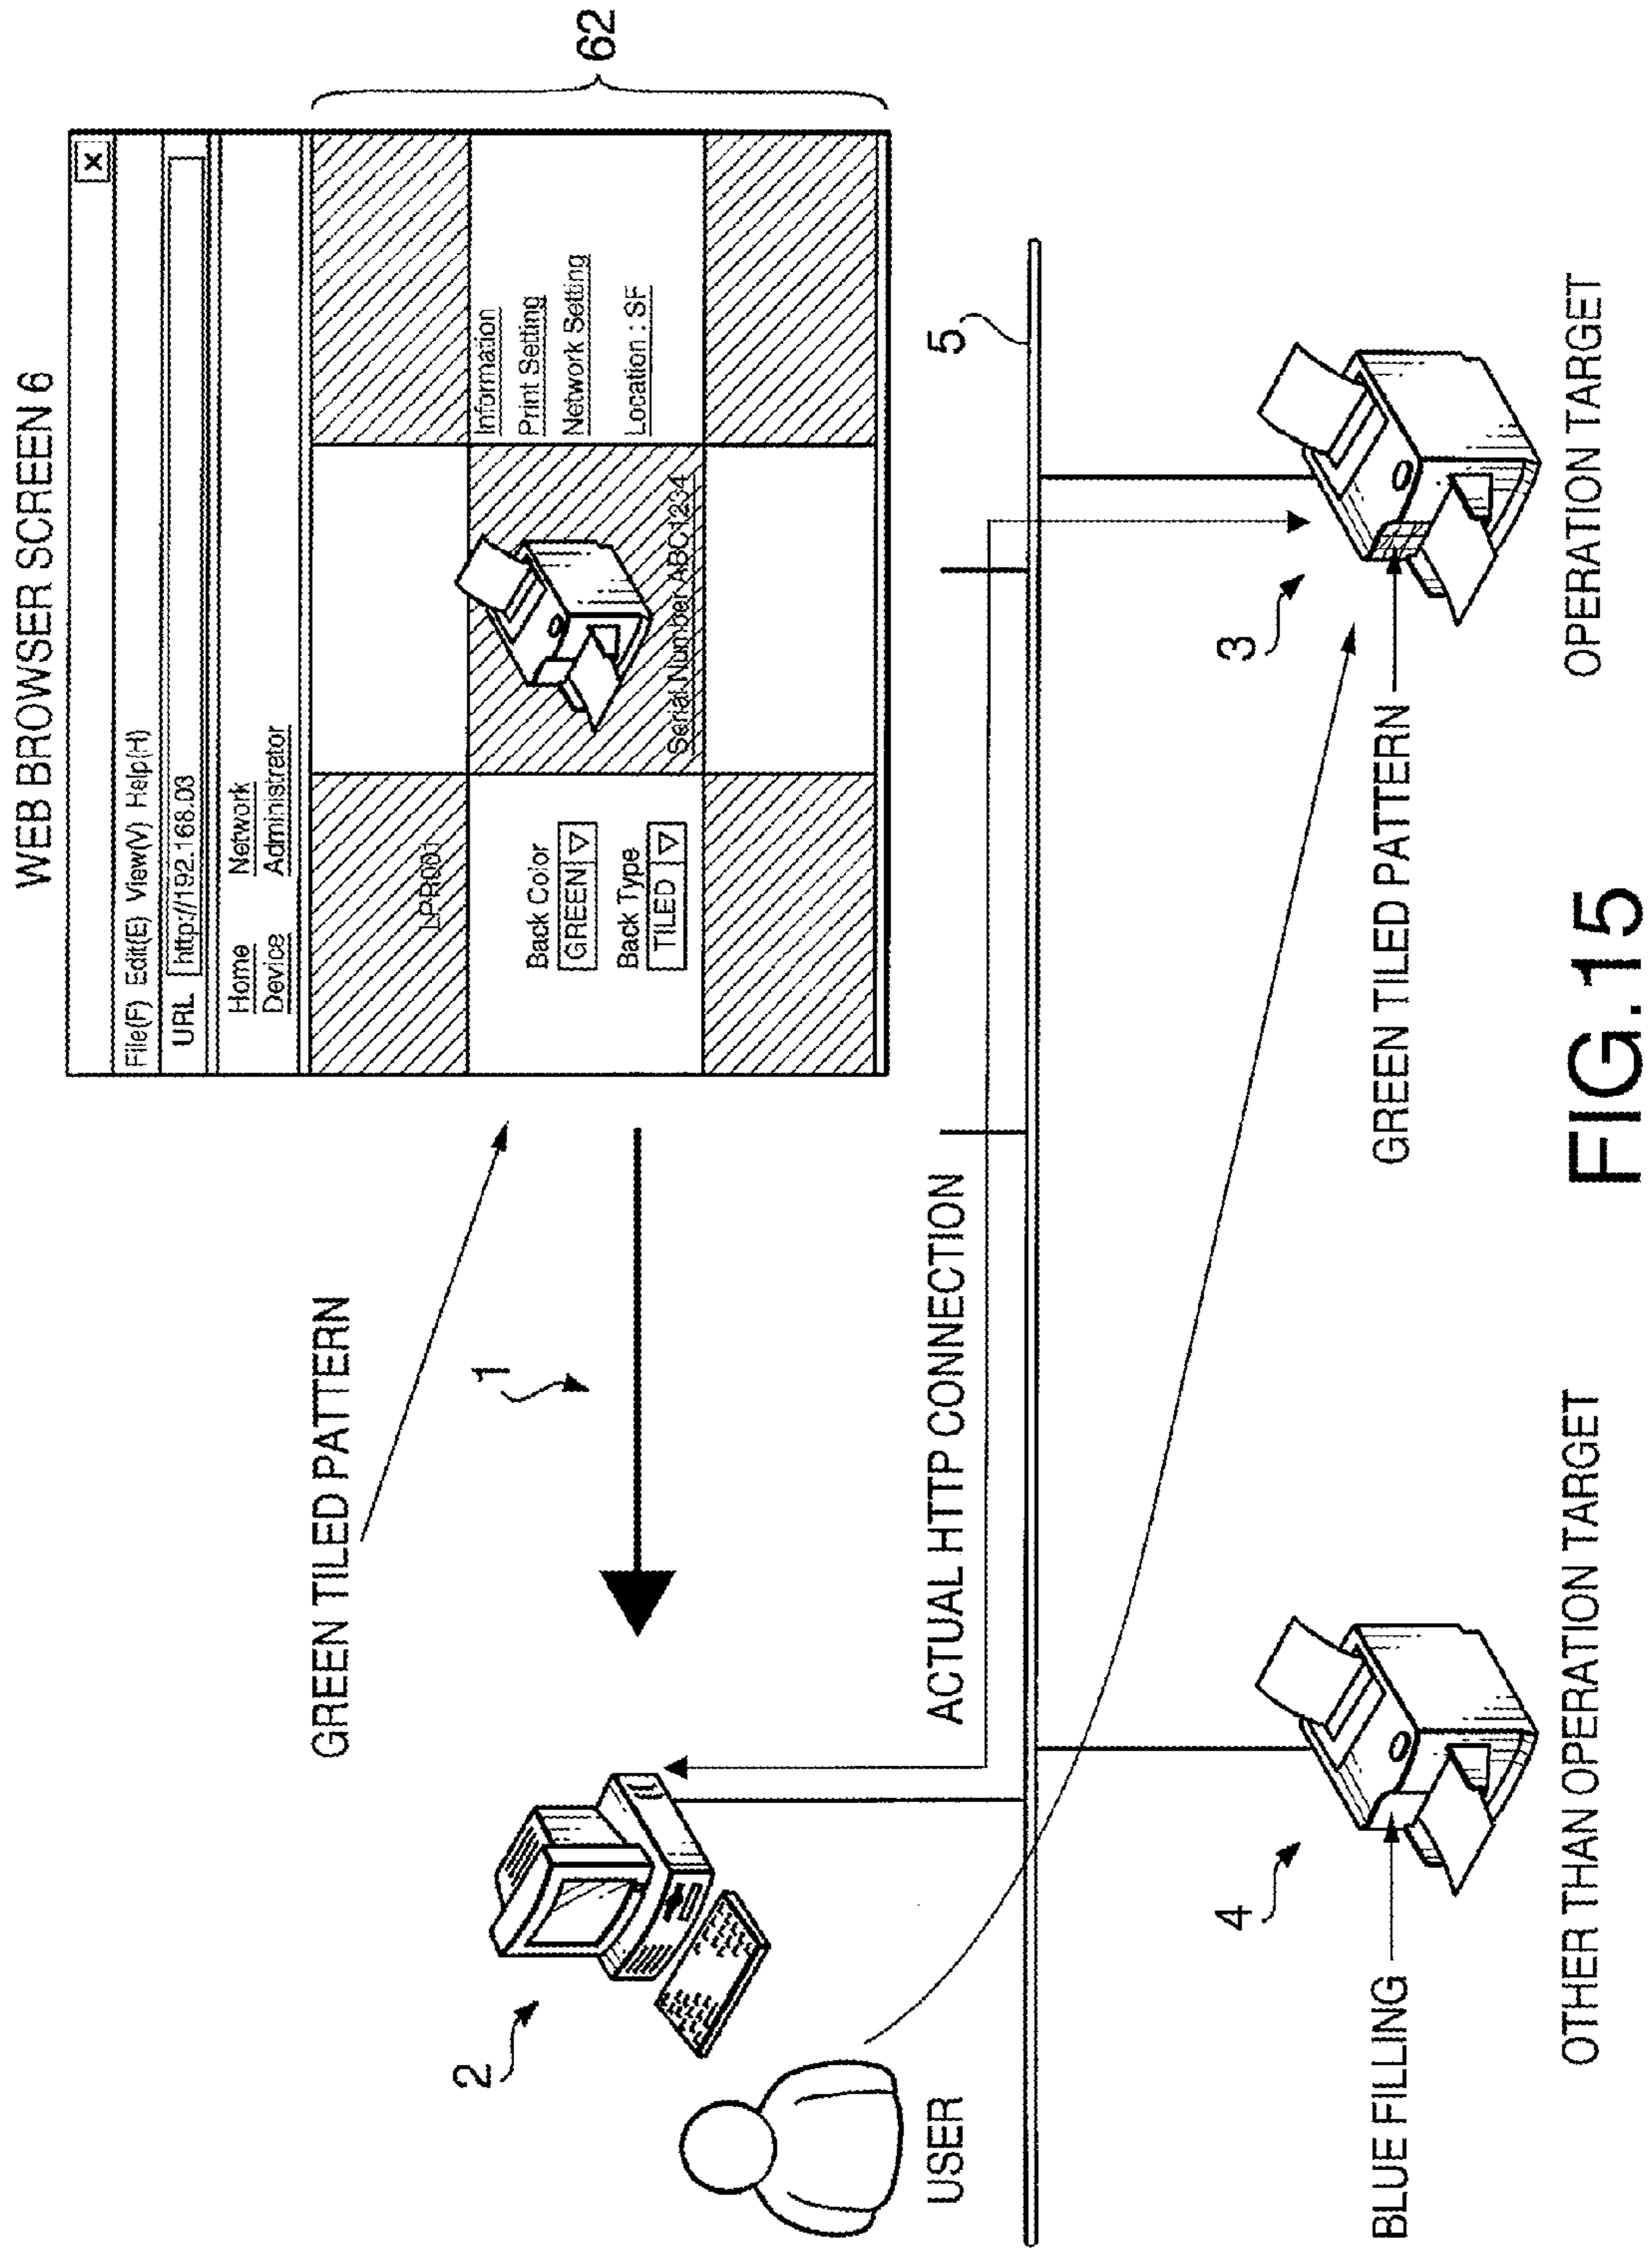 WEB BROWSER SCREEN 6
×
File(F) Edit(E) View(V) Help(H)
URL http://192.168.03
Home Network
Device Administrator
LPR001
Back Color
GREEN ▽
Back Type
TILED ▽
Serial Number ABC1234
Information
Print Setting
Network Setting
Location : SF
62
GREEN TILED PATTERN
1
2
USER
ACTUAL HTTP CONNECTION
5
4
3
BLUE FILLING
GREEN TILED PATTERN
OTHER THAN OPERATION TARGET
OPERATION TARGET
FIG.15